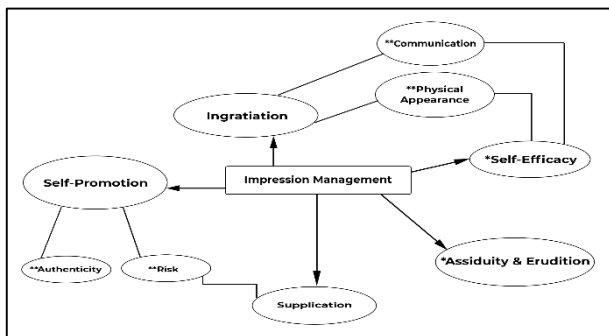 **Communication
**Physical
Appearance
Ingratiation
*Self-Efficacy
Impression Management
Self-Promotion
*Assiduity & Erudition
**Authenticity
**Risk
Supplication